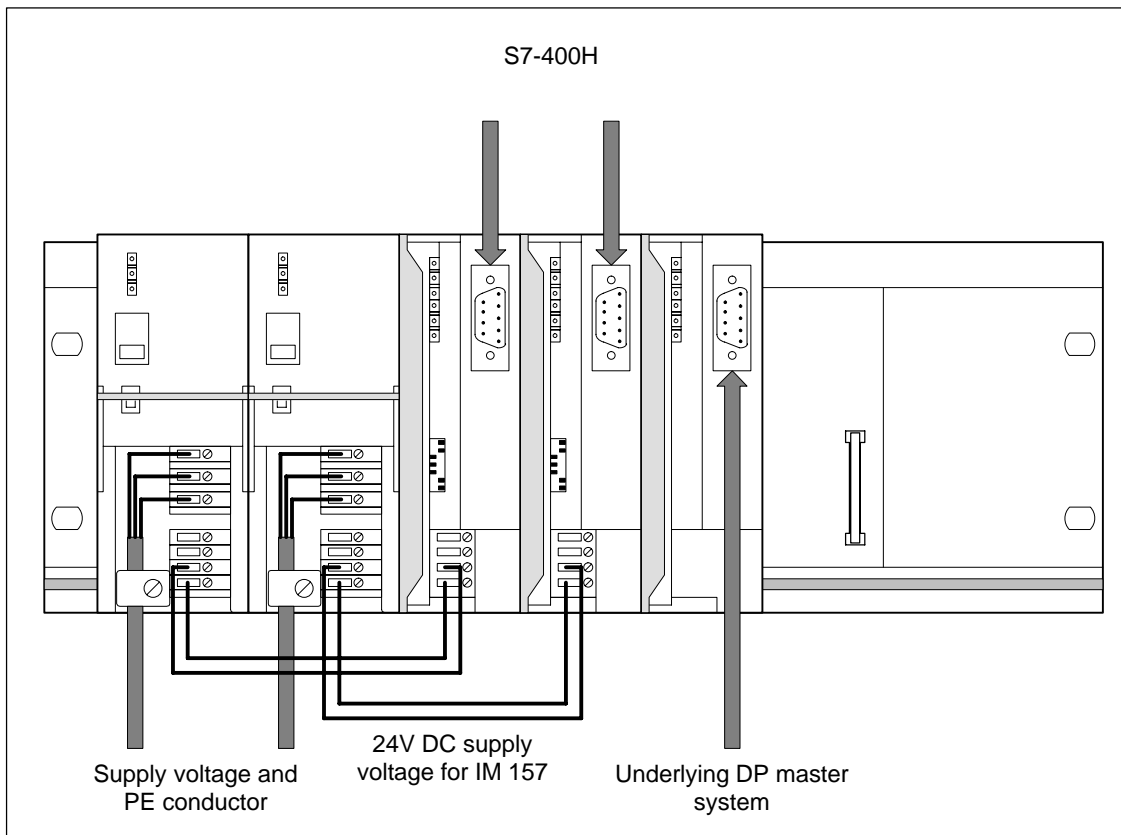 S7-400H
24V DC supply
voltage for IM 157
Supply voltage and
PE conductor
Underlying DP master
system